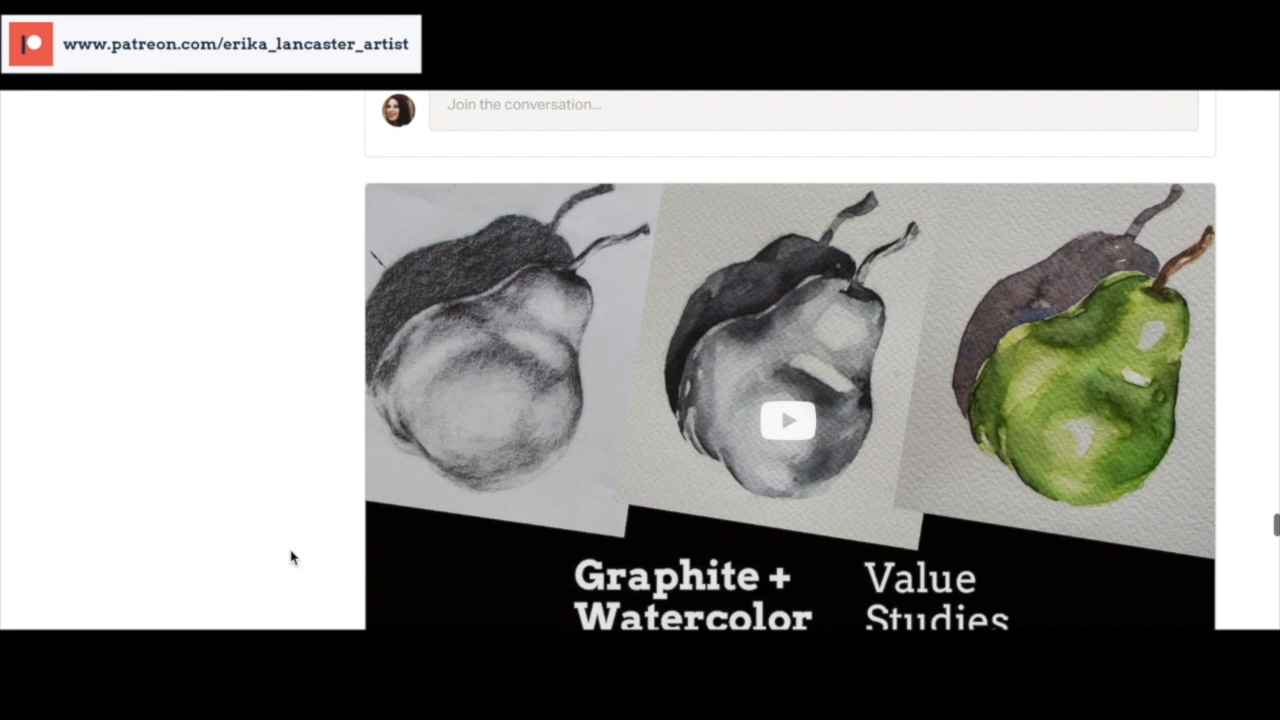 www.patreon.com/erika_lancaster_artist
Join the conversation...
Graphite + Value
Watercolor Studies